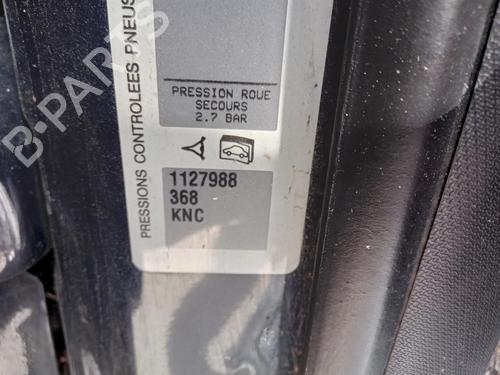 PRESSIONS CONTROLEES PNEUS
PRESSION ROUE
SECOURS
2.7 BAR
1127988
368
KNC
B-PARTS